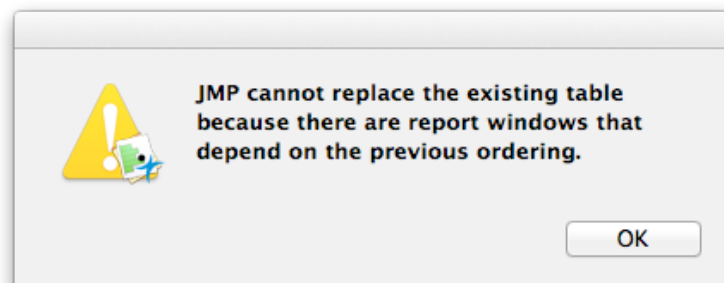 JMP cannot replace the existing table
because there are report windows that
depend on the previous ordering.
OK